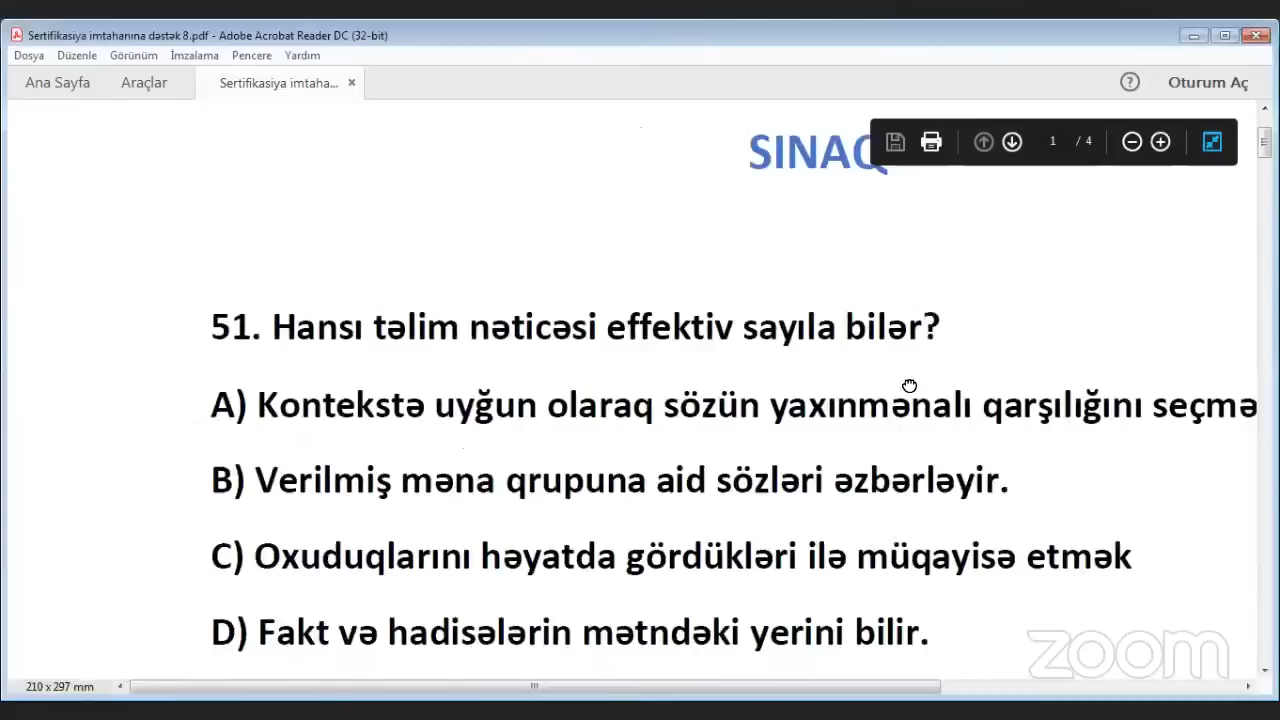 Sertifikasiya imtahanına dəstək 8.pdf - Adobe Acrobat Reader DC (32-bit)
Dosya Düzenle Görünüm İmzalama Pencere Yardım
Ana Sayfa Araçlar Sertifikasiya imtaha... × ? Oturum Aç
SINAQ
1 / 4
51. Hansı təlim nəticəsi effektiv sayıla bilər?
A) Kontekstə uyğun olaraq sözün yaxınmənalı qarşılığını seçmə
B) Verilmiş məna qrupuna aid sözləri əzbərləyir.
C) Oxuduqlarını həyatda gördükləri ilə müqayisə etmək
D) Fakt və hadisələrin mətndəki yerini bilir.
zoom
210 x 297 mm